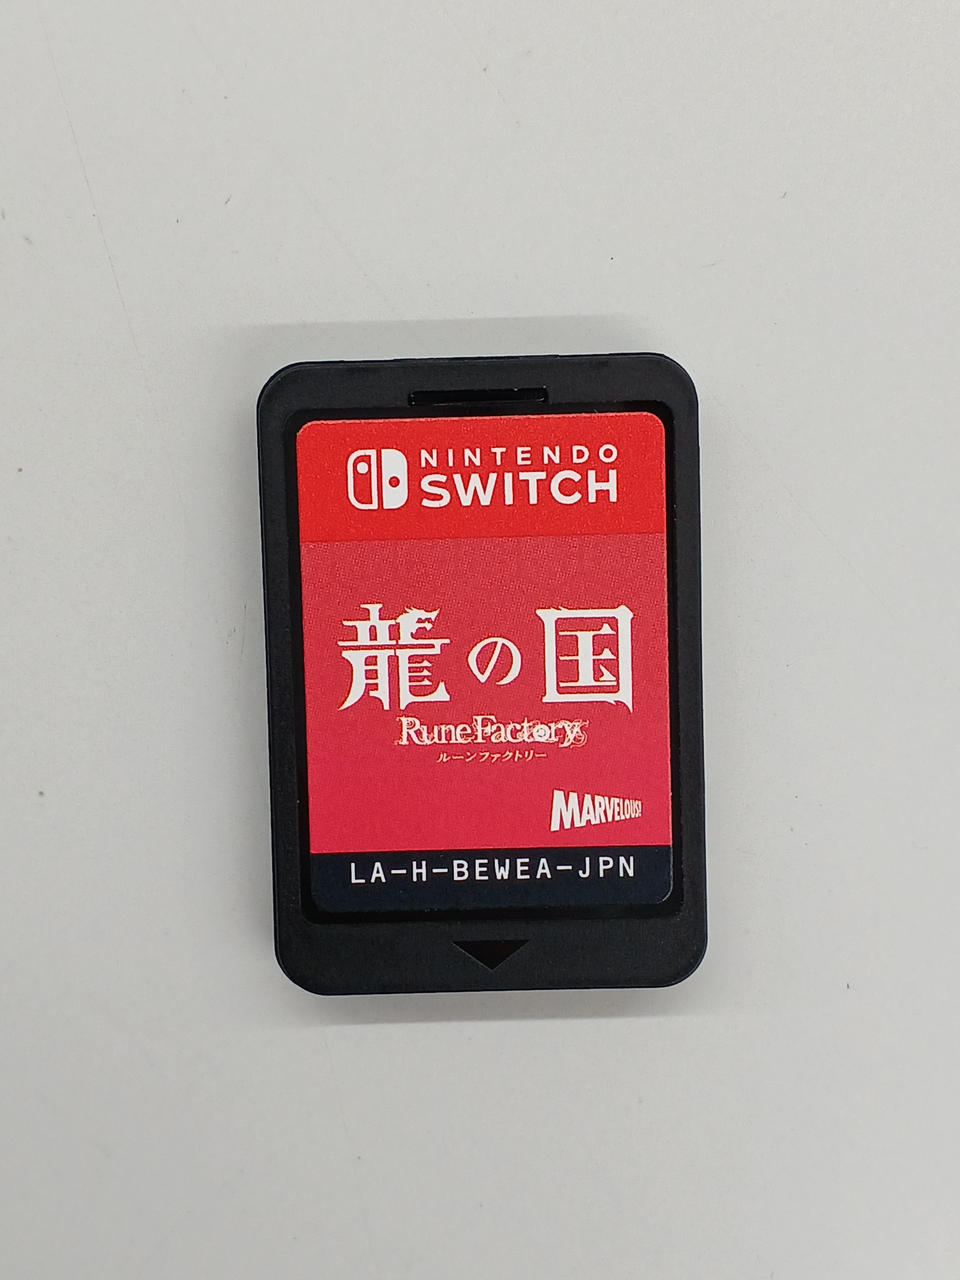 NINTENDO
SWITCH
龍の国
Rune Factory
ルーンファクトリー
MARVELOUS!
LA-H-BEWEA-JPN